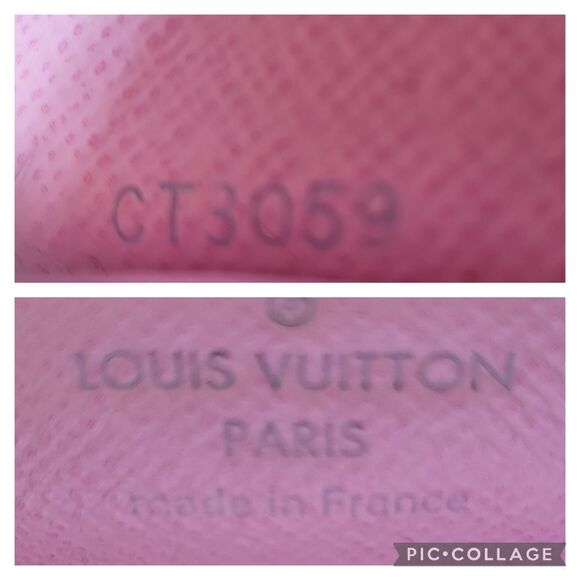 CT3059
®
LOUIS VUITTON
PARIS
made in France
PIC•COLLAGE